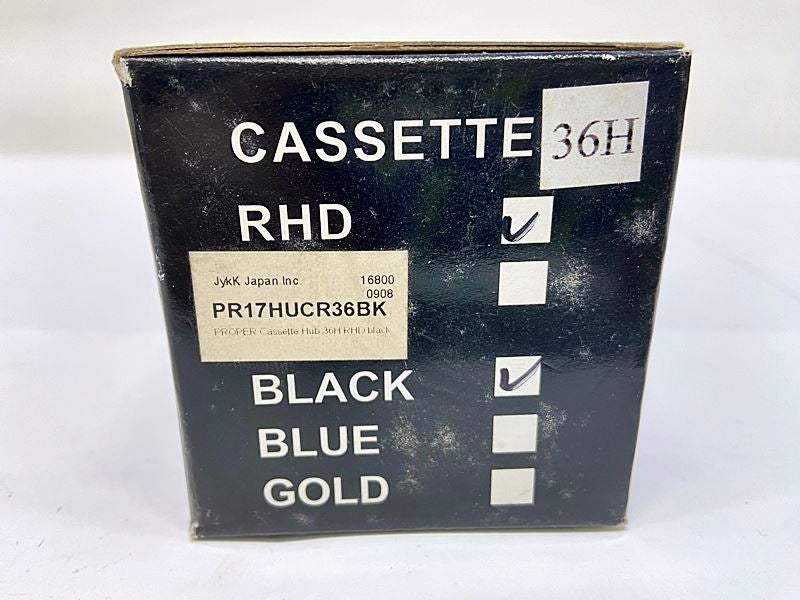 CASSETTE 36H
RHD
JykK Japan Inc. 16800
0908
PR17HUCR36BK
PROPER Cassette Hub 36H RHD black
BLACK
BLUE
GOLD